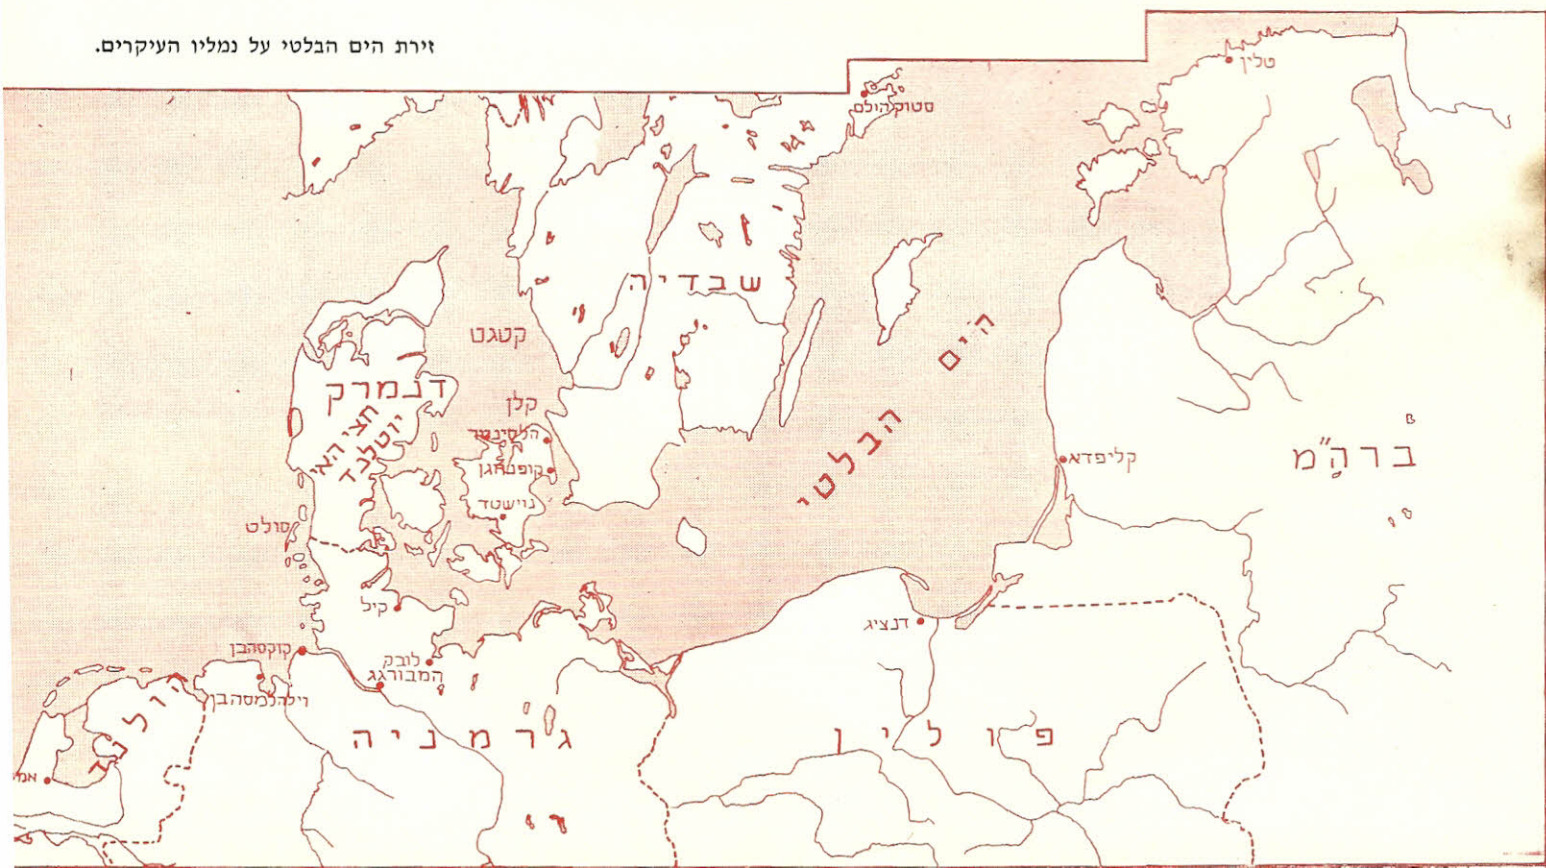 זירת הים הבלטי על נמליו העיקרים.
טלין
סטוקהולם
שבדיה
קטגט
הים הבלטי
דנמרק
חצי האי
יוטלנד
קלן
הלסינגר
קופנהגן
נוישטד
סולט
קליפדא
ברה"מ
קיל
דנציג
קוקסהבן
לובק
המבורגג
וילהלמסהבן
הולנד
גרמניה
פולין
אמ